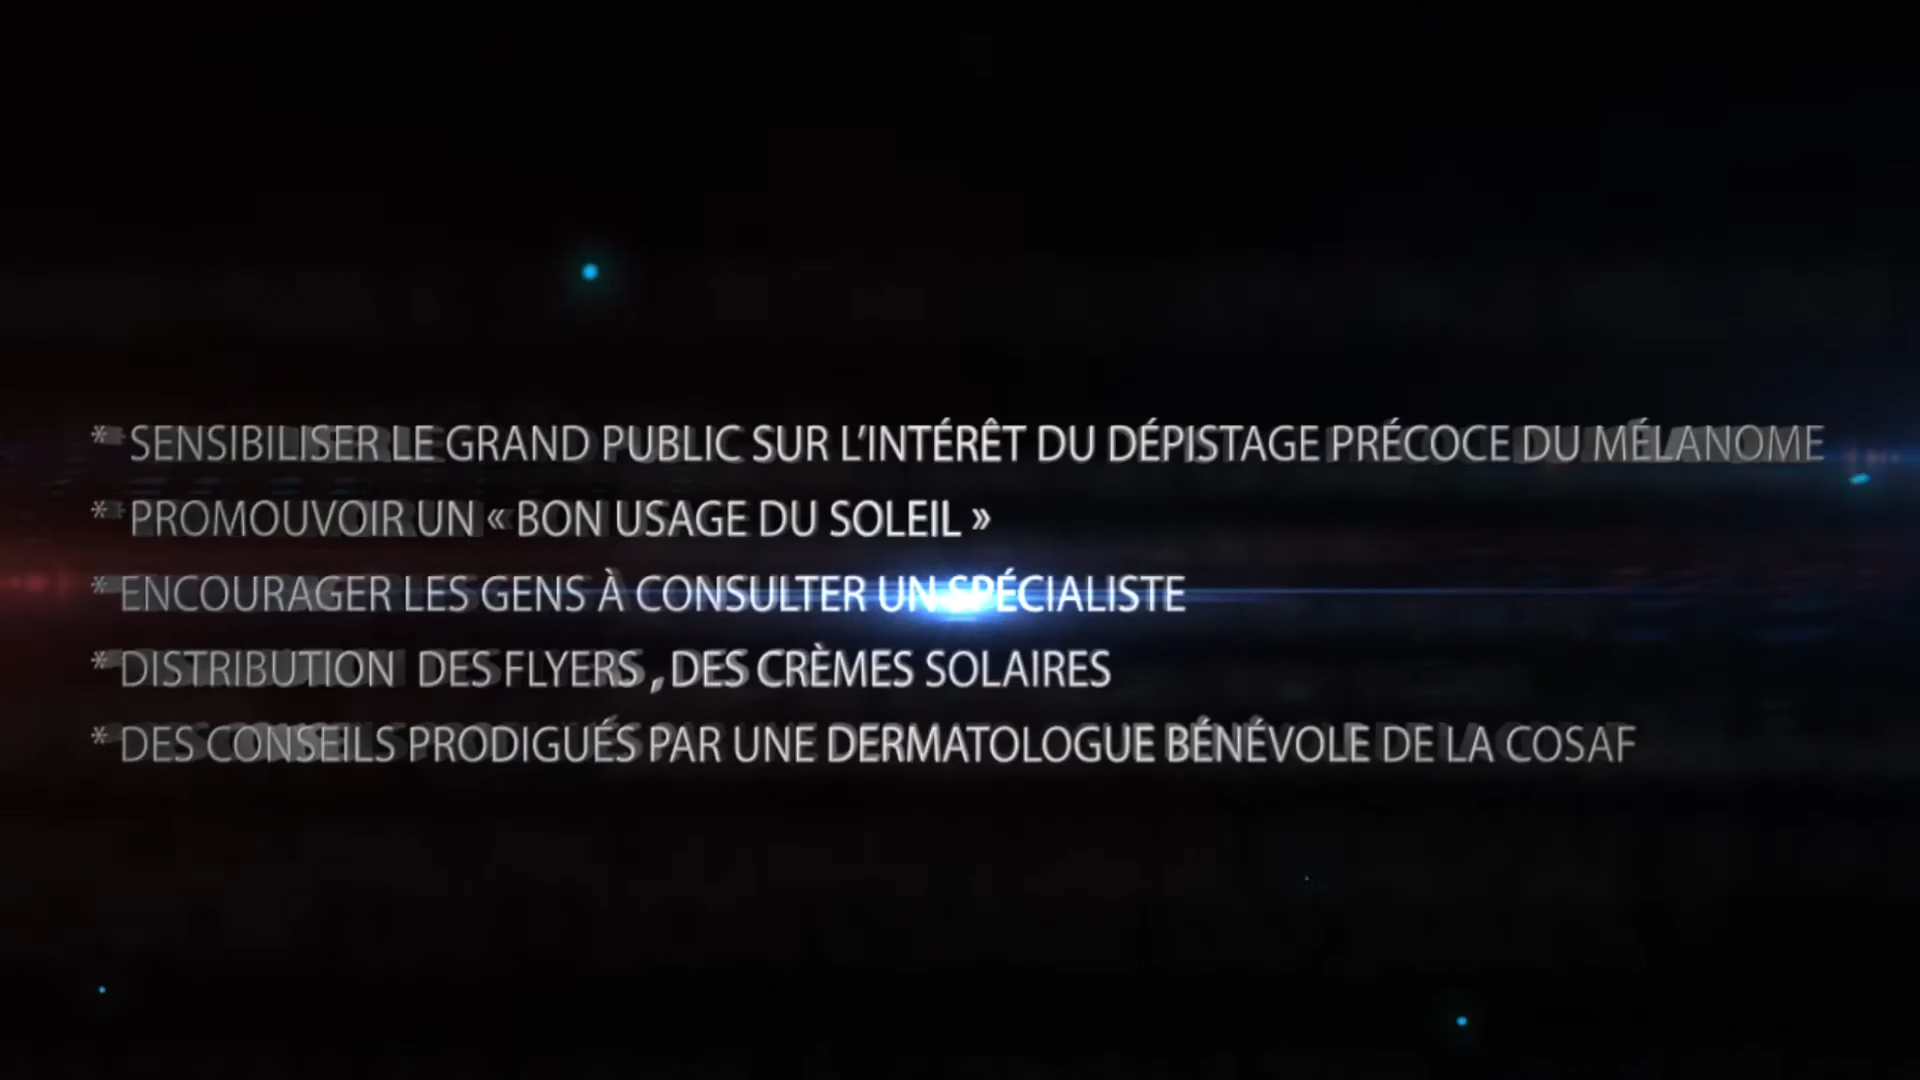 * SENSIBILISER LE GRAND PUBLIC SUR L’INTÉRÊT DU DÉPISTAGE PRÉCOCE DU MÉLANOME
* PROMOUVOIR UN « BON USAGE DU SOLEIL »
* ENCOURAGER LES GENS À CONSULTER UN SPÉCIALISTE
* DISTRIBUTION DES FLYERS , DES CRÈMES SOLAIRES
* DES CONSEILS PRODIGUÉS PAR UNE DERMATOLOGUE BÉNÉVOLE DE LA COSAF